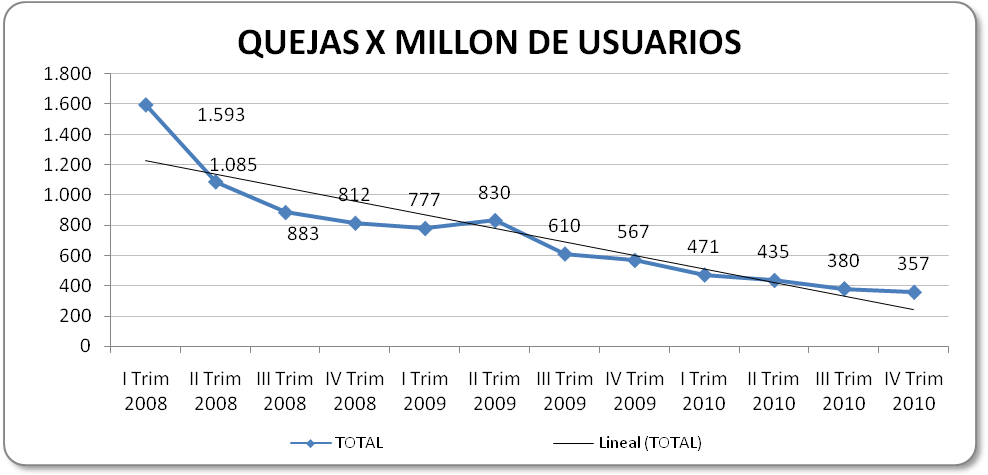 QUEJAS X MILLON DE USUARIOS
1.800
1.600
1.400
1.200
1.000
800
600
400
200
0
1.593
1.085
883
812
777
830
610
567
471
435
380
357
I Trim 2008
II Trim 2008
III Trim 2008
IV Trim 2008
I Trim 2009
II Trim 2009
III Trim 2009
IV Trim 2009
I Trim 2010
II Trim 2010
III Trim 2010
IV Trim 2010
TOTAL
Lineal (TOTAL)